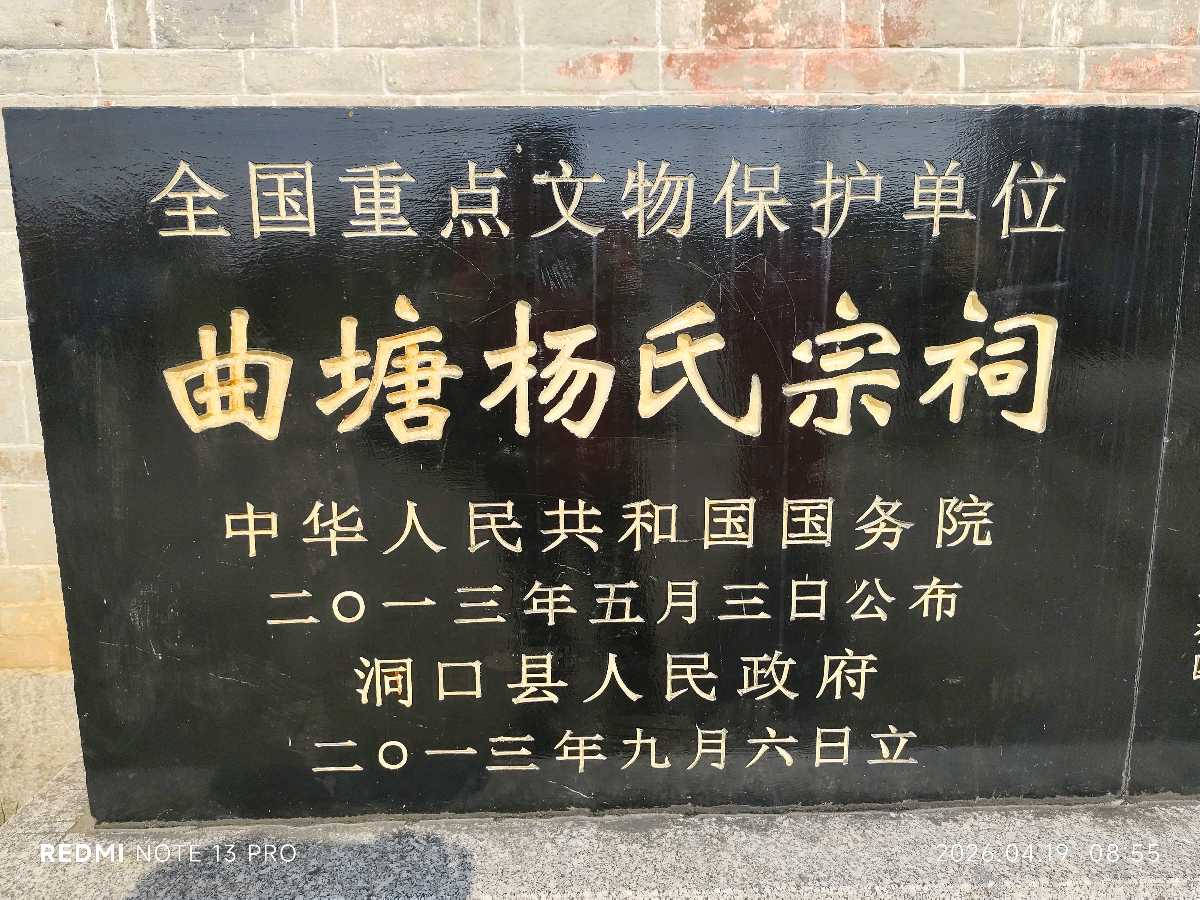 全国重点文物保护单位
曲塘杨氏宗祠
中华人民共和国国务院
二〇一三年五月三日公布
洞口县人民政府
二〇一三年九月六日立
REDMI NOTE 13 PRO
2026.04.19 08:55